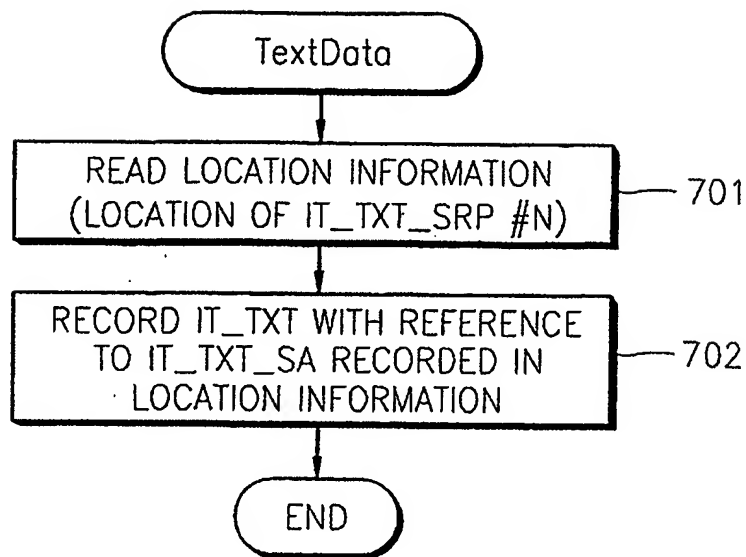 TextData
READ LOCATION INFORMATION
(LOCATION OF IT_TXT_SRP #N)
701
RECORD IT_TXT WITH REFERENCE
TO IT_TXT_SA RECORDED IN
LOCATION INFORMATION
702
END